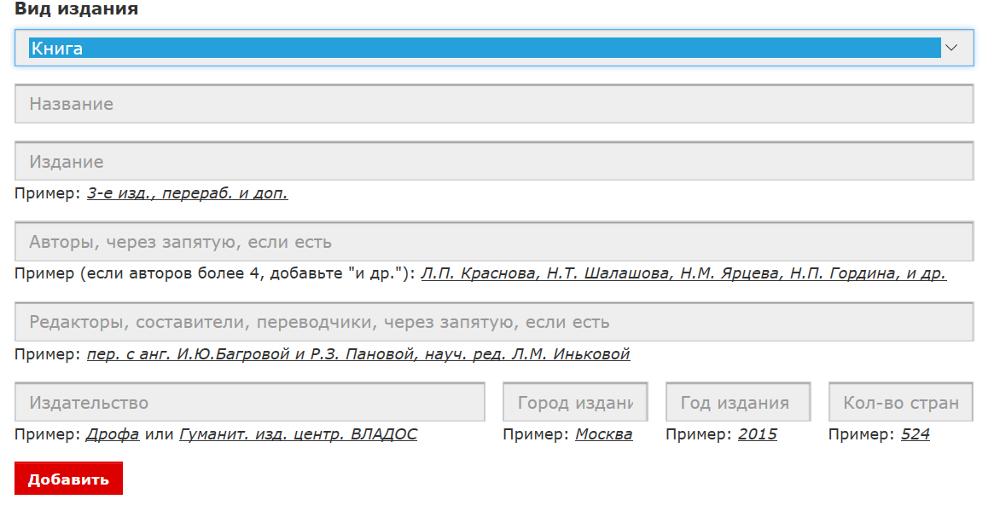 Вид издания
Книга
Название
Издание
Пример: 3-е изд., перераб. и доп.
Авторы, через запятую, если есть
Пример (если авторов более 4, добавьте "и др."): Л.П. Краснова, Н.Т. Шалашова, Н.М. Ярцева, Н.П. Гордина, и др.
Редакторы, составители, переводчики, через запятую, если есть
Пример: пер. с анг. И.Ю.Багровой и Р.З. Пановой, науч. ред. Л.М. Иньковой
Издательство Город издани Год издания Кол-во стран
Пример: Дрофа или Гуманит. изд. центр. ВЛАДОС Пример: Москва Пример: 2015 Пример: 524
Добавить